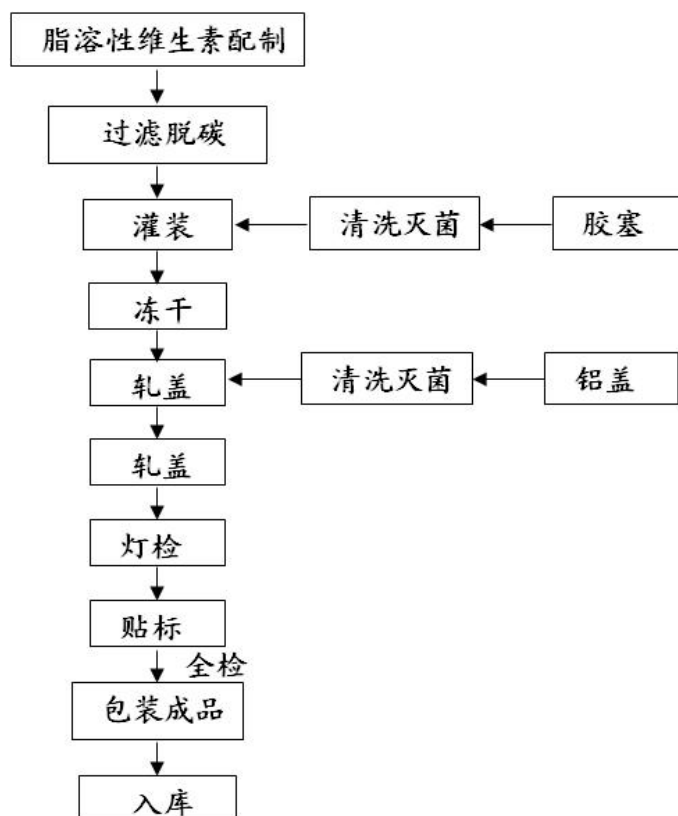 脂溶性维生素配制
过滤脱碳
灌装
清洗灭菌
胶塞
冻干
轧盖
清洗灭菌
铝盖
轧盖
灯检
贴标
全检
包装成品
入库